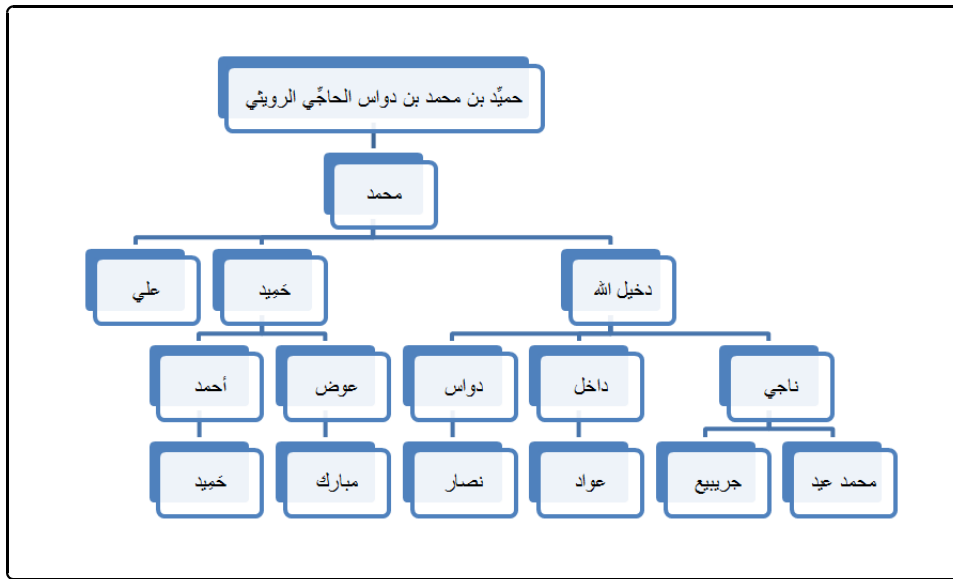 حميِّد بن محمد بن دواس الحاجِّي الرويثي
محمد
دخيل الله
حَمِيد
علي
ناجي
داخل
دواس
عوض
أحمد
محمد عيد
جريبيع
عواد
نصار
مبارك
حَمِيد